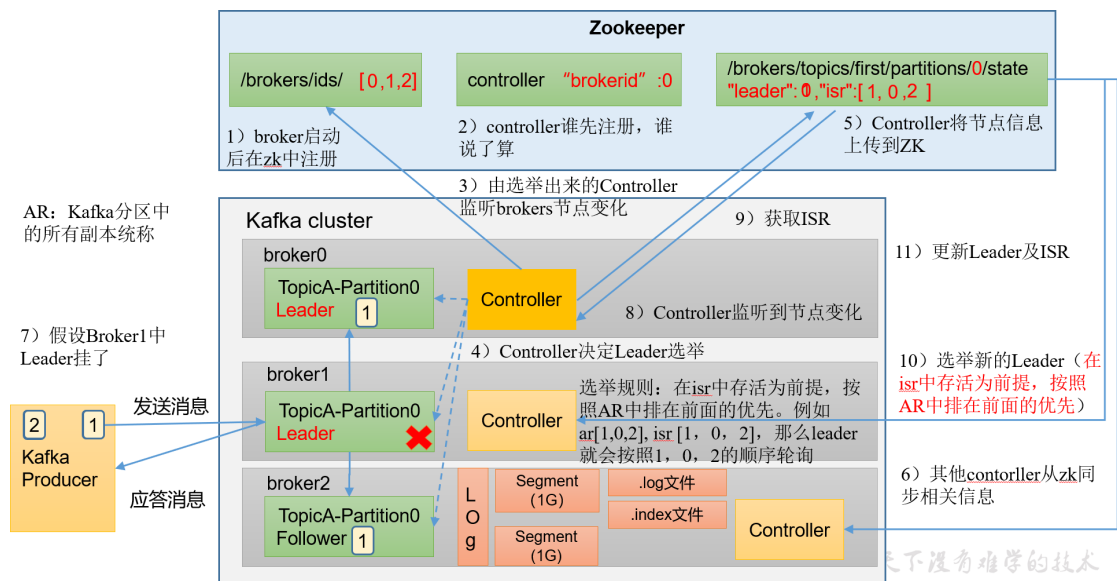 Zookeeper
/brokers/ids/ [ 0,1,2]
controller “brokerid” :0
/brokers/topics/first/partitions/0/state
"leader": ,"isr":[ 1, 0 ,2 ]
1）broker启动
后在zk中注册
2）controller谁先注册，谁
说了算
5）Controller将节点信息
上传到ZK
3）由选举出来的Controller
监听brokers节点变化
AR：Kafka分区中
的所有副本统称
Kafka cluster
9）获取ISR
11）更新Leader及ISR
broker0
TopicA-Partition0
Leader 1
Controller
8）Controller监听到节点变化
7）假设Broker1中
Leader挂了
4）Controller决定Leader选举
10）选举新的Leader（在
isr中存活为前提，按照
AR中排在前面的优先）
broker1
TopicA-Partition0
Leader
Controller
选举规则：在isr中存活为前提，按
照AR中排在前面的优先。例如
ar[1,0,2], isr [1，0，2]，那么leader
就会按照1，0，2的顺序轮询
发送消息
2 1
Kafka
Producer
应答消息
broker2
TopicA-Partition0
Follower 1
LOg
Segment
（1G）
Segment
(1G)
.log文件
.index文件
Controller
6）其他contorller从zk同
步相关信息
天下没有难学的技术